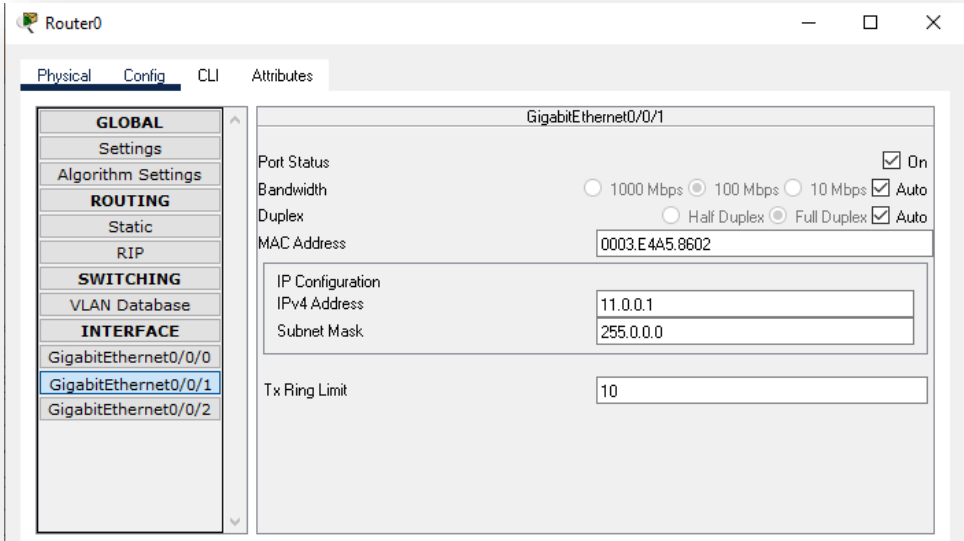 Router0
Physical Config CLI Attributes
GLOBAL
Settings
Algorithm Settings
ROUTING
Static
RIP
SWITCHING
VLAN Database
INTERFACE
GigabitEthernet0/0/0
GigabitEthernet0/0/1
GigabitEthernet0/0/2
GigabitEthernet0/0/1
Port Status On
Bandwidth 1000 Mbps 100 Mbps 10 Mbps Auto
Duplex Half Duplex Full Duplex Auto
MAC Address 0003.E4A5.8602
IP Configuration
IPv4 Address 11.0.0.1
Subnet Mask 255.0.0.0
Tx Ring Limit 10